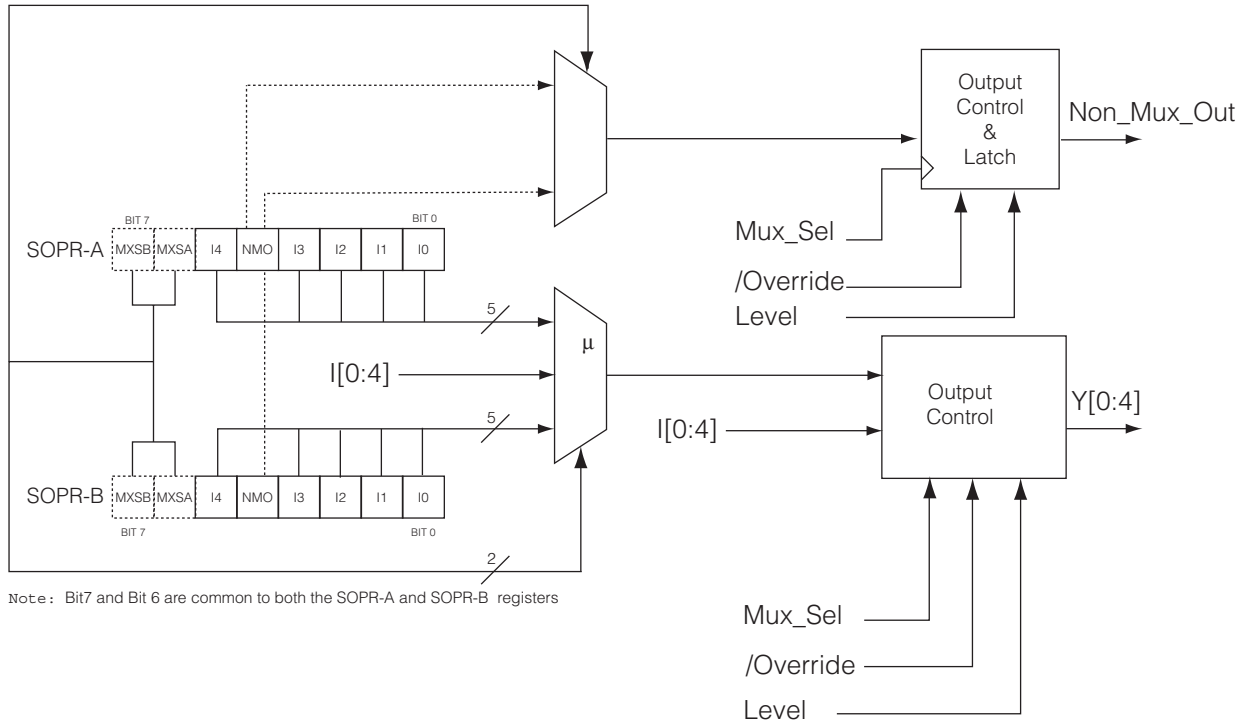 Output
Control
&
Latch
Non_Mux_Out
Mux_Sel
/Override
Level
BIT 7
BIT 0
SOPR-A
MXSB
MXSA
I4
NMO
I3
I2
I1
I0
5
μ
I[0:4]
5
I[0:4]
Output
Control
Y[0:4]
SOPR-B
MXSB
MXSA
I4
NMO
I3
I2
I1
I0
BIT 7
BIT 0
2
Note: Bit7 and Bit 6 are common to both the SOPR-A and SOPR-B registers
Mux_Sel
/Override
Level